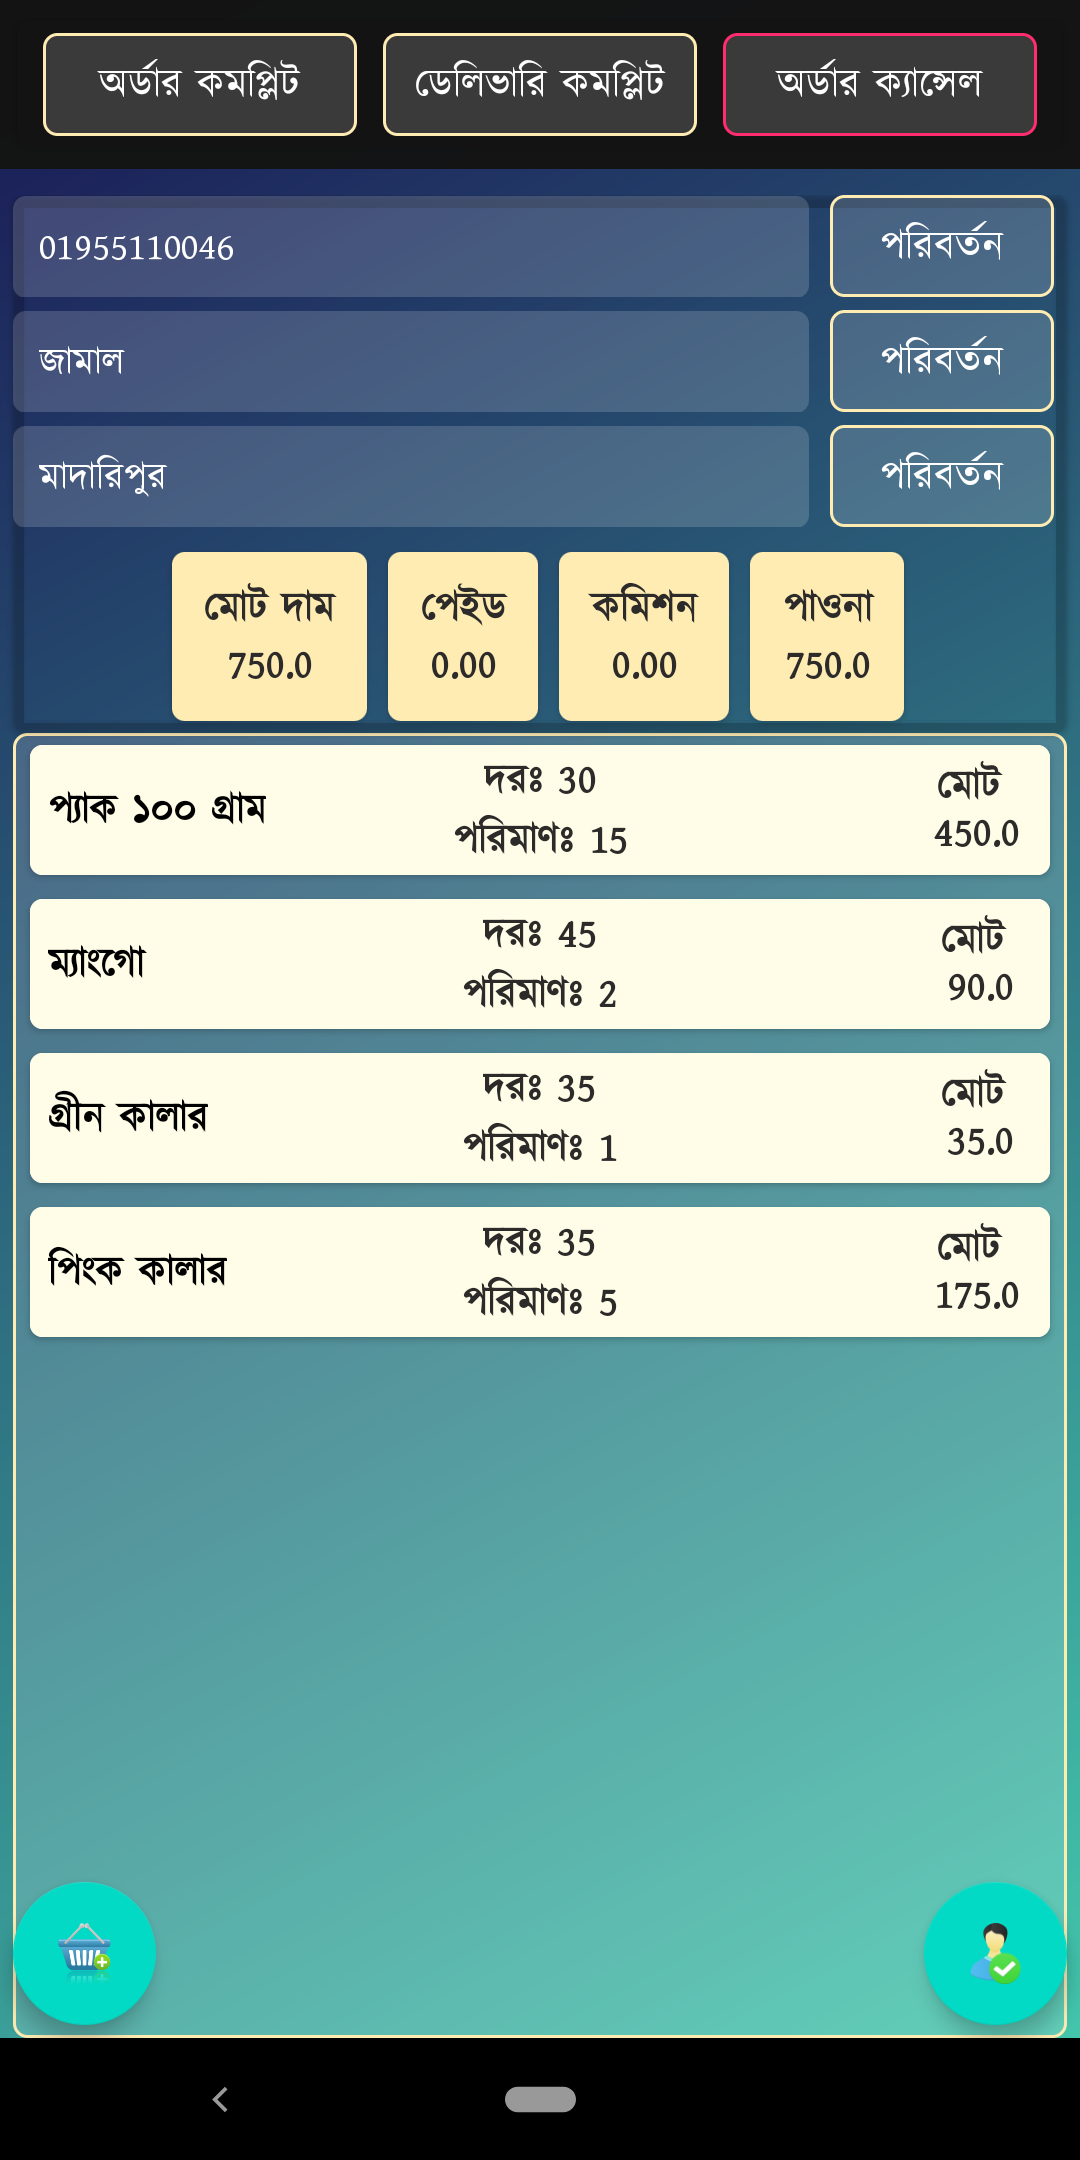 অর্ডার কমপ্লিট
ডেলিভারি কমপ্লিট
অর্ডার ক্যান্সেল
01955110046
পরিবর্তন
জামাল
পরিবর্তন
মাদারিপুর
পরিবর্তন
মোট দাম
750.0
পেইড
0.00
কমিশন
0.00
পাওনা
750.0
প্যাক ১০০ গ্রাম
দরঃ 30
পরিমাণঃ 15
মোট
450.0
ম্যাংগো
দরঃ 45
পরিমাণঃ 2
মোট
90.0
গ্রীন কালার
দরঃ 35
পরিমাণঃ 1
মোট
35.0
পিংক কালার
দরঃ 35
পরিমাণঃ 5
মোট
175.0